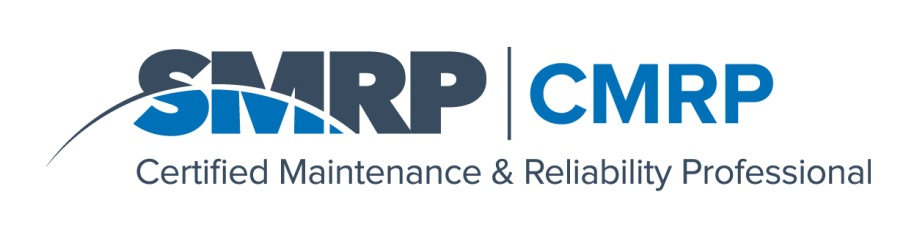 SMRP | CMRP
Certified Maintenance & Reliability Professional